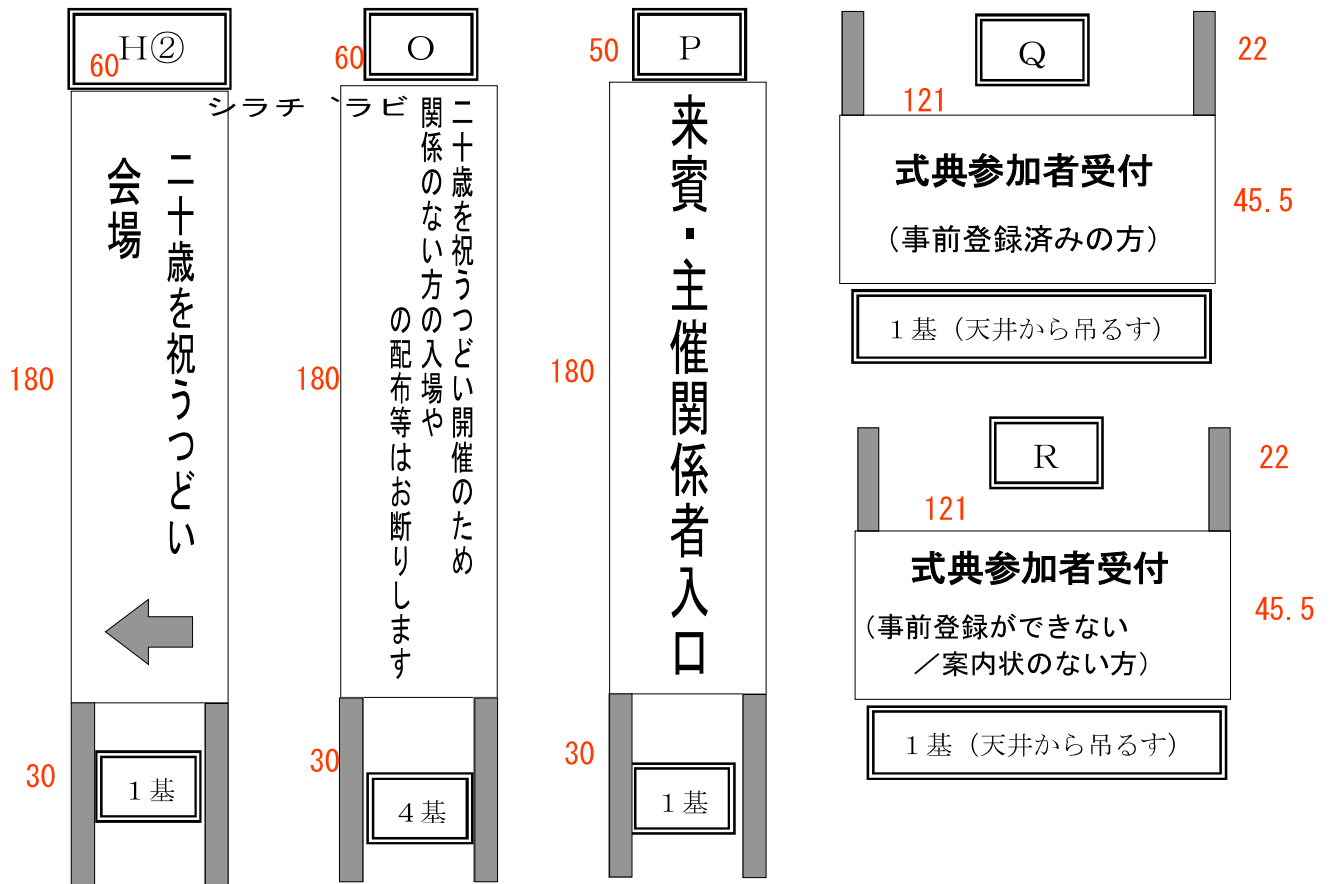 H②
60
二十歳を祝うつどい
会場
180
30
1基
O
60
二十歳を祝うつどい開催のため
関係のない方の入場や
ビラ、チラシ
の配布等はお断りします
180
30
4基
P
50
来賓・主催関係者入口
180
30
1基
Q
22
121
式典参加者受付
（事前登録済みの方）
45.5
1基（天井から吊るす）
R
22
121
式典参加者受付
（事前登録ができない
／案内状のない方）
45.5
1基（天井から吊るす）